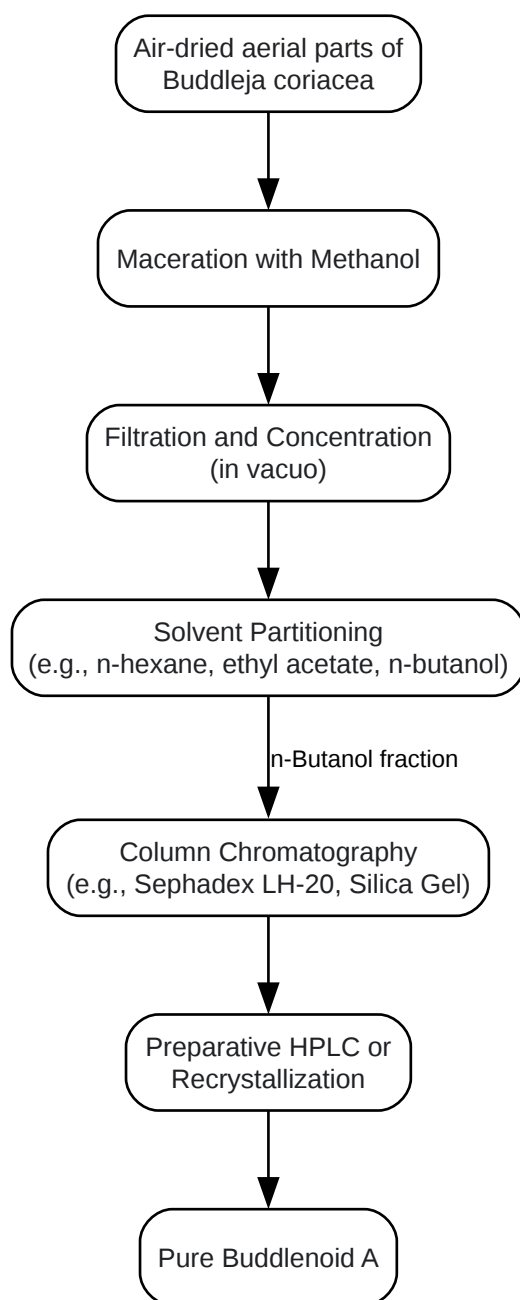 Air-dried aerial parts of
Buddleja coriacea
Maceration with Methanol
Filtration and Concentration
(in vacuo)
Solvent Partitioning
(e.g., n-hexane, ethyl acetate, n-butanol)
n-Butanol fraction
Column Chromatography
(e.g., Sephadex LH-20, Silica Gel)
Preparative HPLC or
Recrystallization
Pure Buddlenoid A